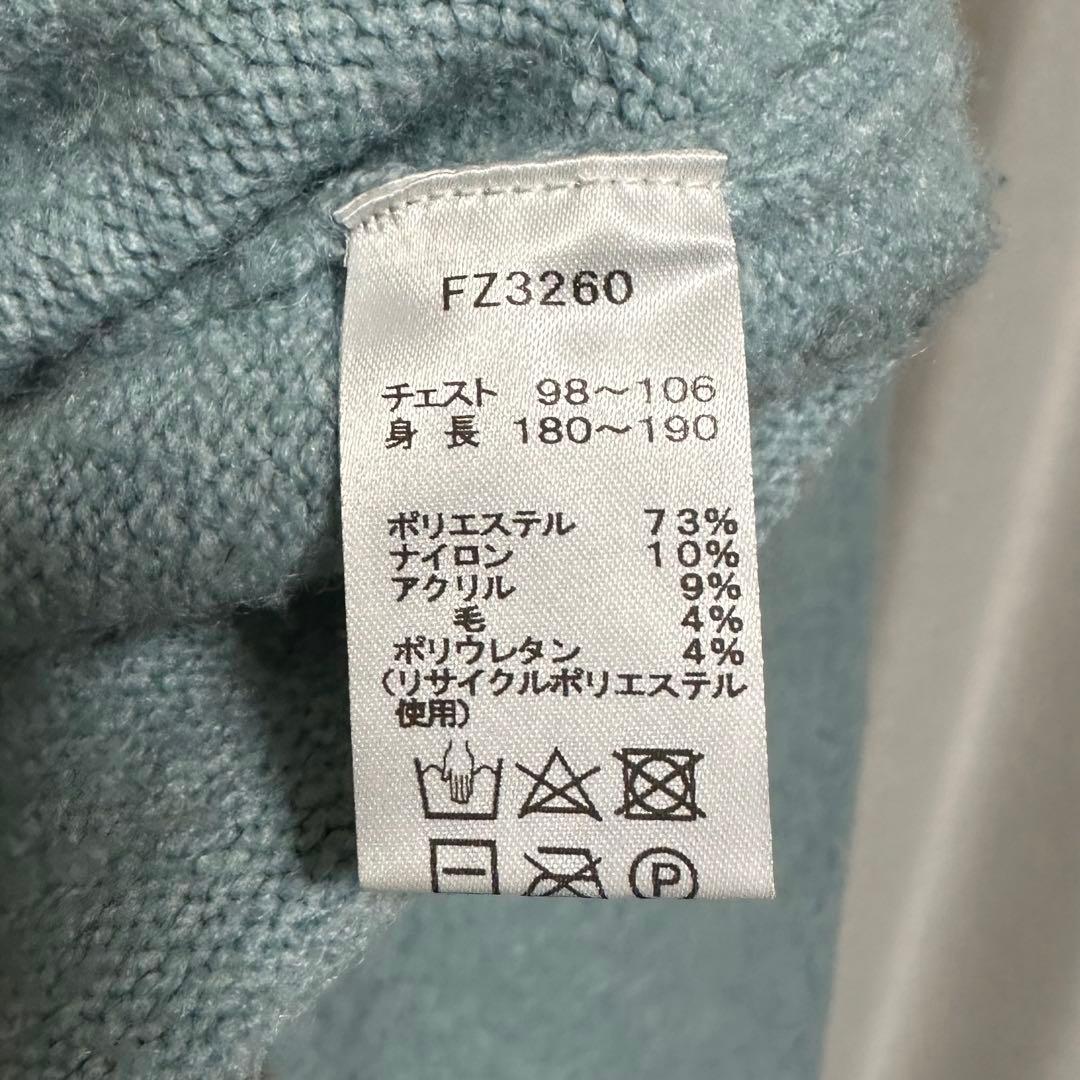 FZ3260
チェスト 98～106
身 長 180～190
ポリエステル 73%
ナイロン 10%
アクリル 9%
毛 4%
ポリウレタン 4%
(リサイクルポリエステル
使用)
P